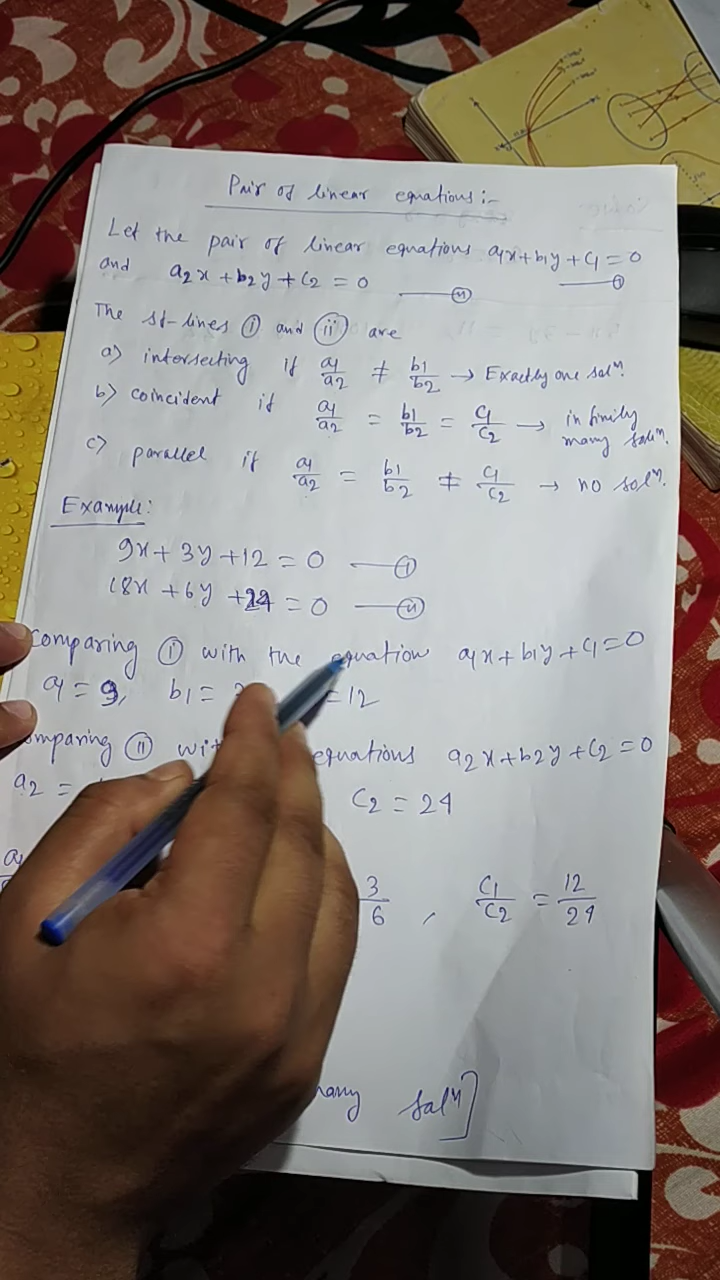 Pair of linear equations :-
Let the pair of linear equations a1x + b1y + c1 = 0 — (i)
and a2x + b2y + c2 = 0 — (ii)
The st-lines (i) and (ii) are
a) intersecting if a1/a2 ≠ b1/b2 → Exactly one solⁿ.
b) coincident if a1/a2 = b1/b2 = c1/c2 → infinily many solⁿ.
c) parallel if a1/a2 = b1/b2 ≠ c1/c2 → no solⁿ.
Example:
9x + 3y + 12 = 0 — (i)
18x + 6y + 24 = 0 — (ii)
Comparing (i) with the equation a1x + b1y + c1 = 0
a1 = 9, b1 = = 12
(ii) equations a2x + b2y + c2 = 0
a2 = c2 = 24
3/6 , c1/c2 = 12/24
solⁿ]